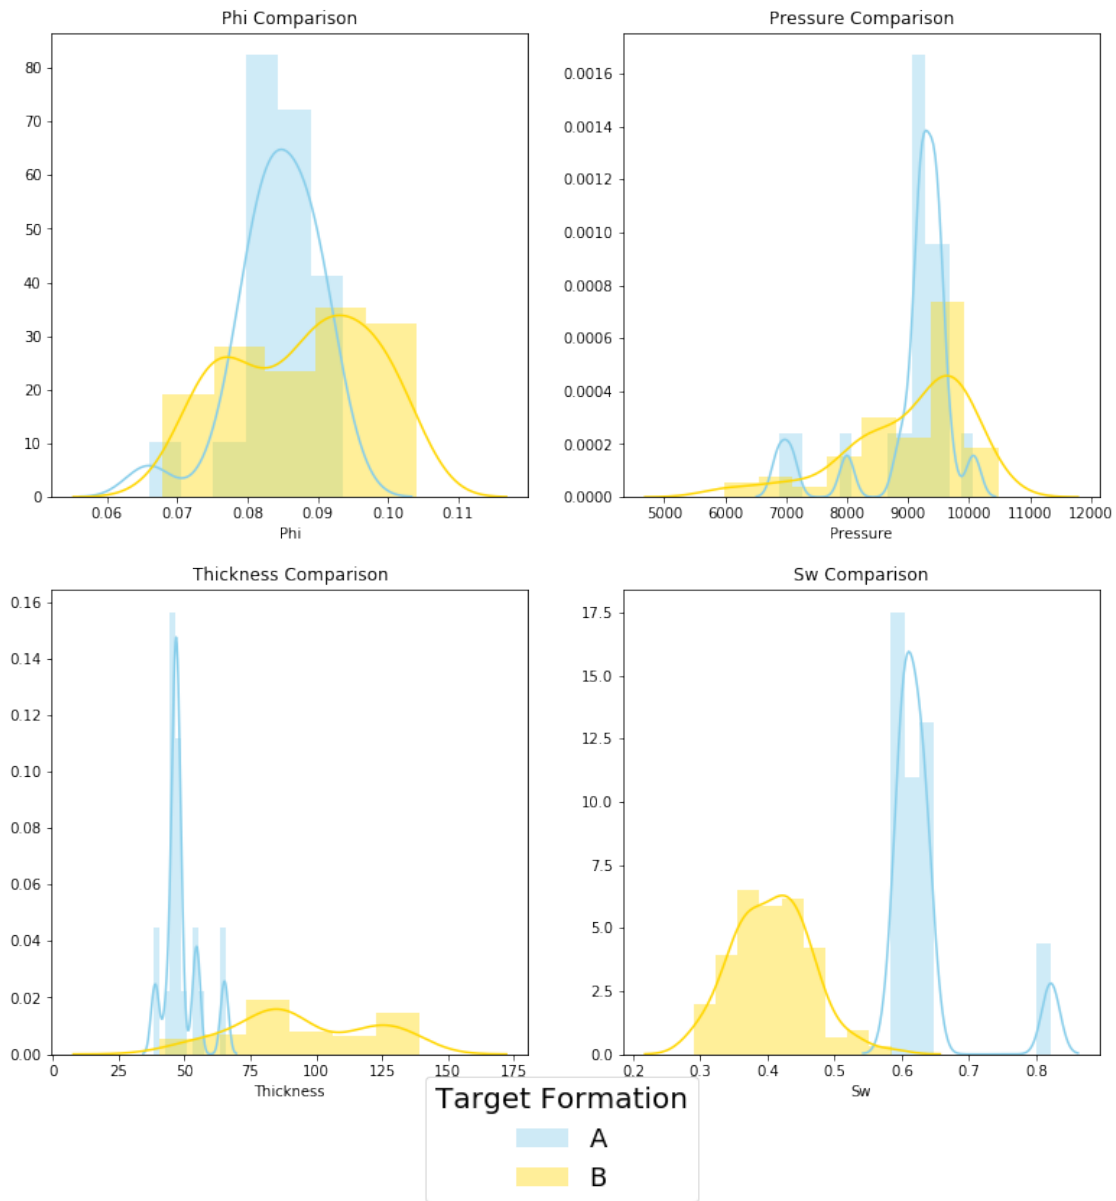 Phi Comparison
80
70
60
50
40
30
20
10
0
0.06 0.07 0.08 0.09 0.10 0.11
Phi
Pressure Comparison
0.0016
0.0014
0.0012
0.0010
0.0008
0.0006
0.0004
0.0002
0.0000
5000 6000 7000 8000 9000 10000 11000 12000
Pressure
Thickness Comparison
0.16
0.14
0.12
0.10
0.08
0.06
0.04
0.02
0.00
0 25 50 75 100 125 150 175
Thickness
Sw Comparison
17.5
15.0
12.5
10.0
7.5
5.0
2.5
0.0
0.2 0.3 0.4 0.5 0.6 0.7 0.8
Sw
Target Formation
A
B